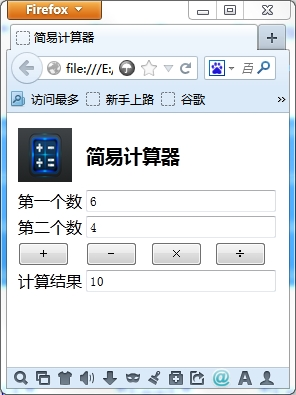 Firefox
简易计算器
file:///E:/ 百
访问最多 新手上路 谷歌 »
简易计算器
第一个数 6
第二个数 4
+ − × ÷
计算结果 10